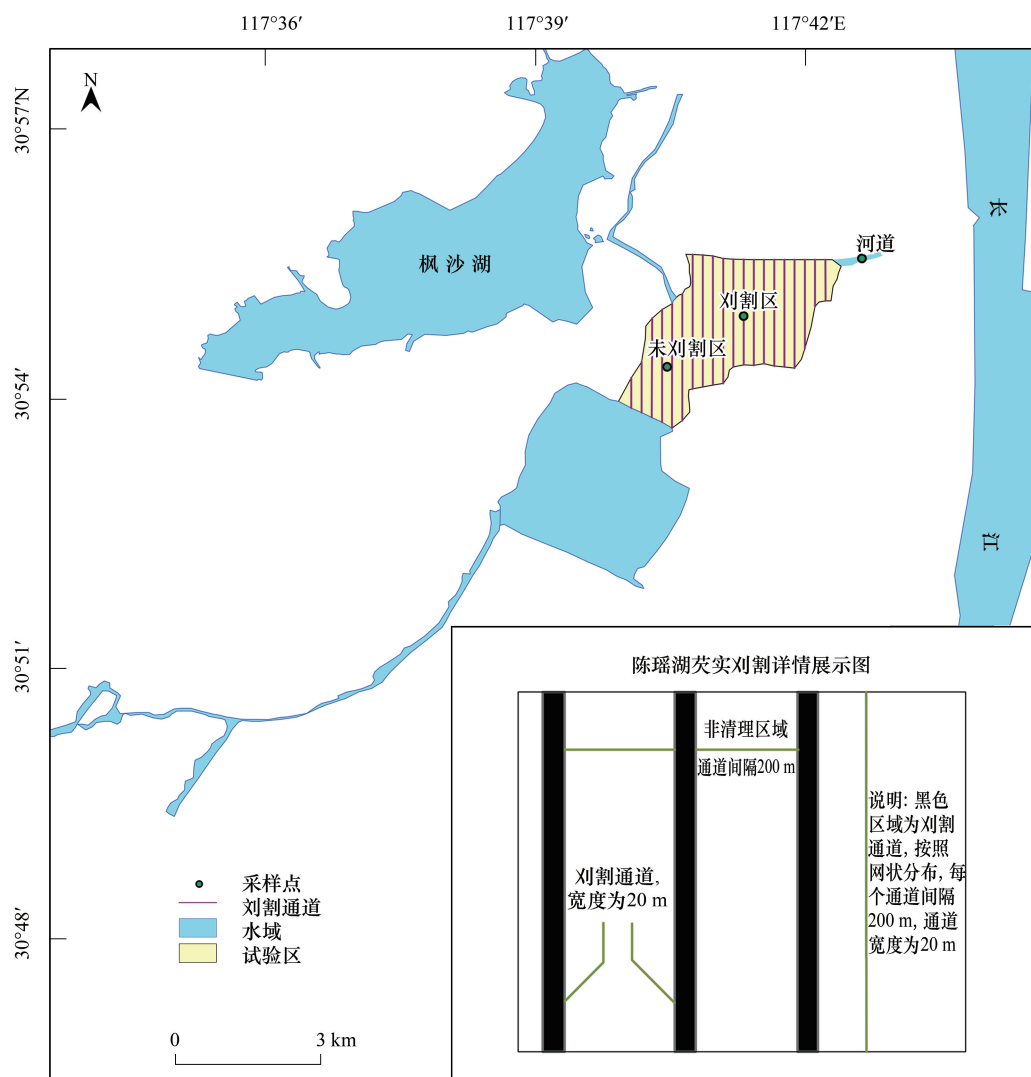 117°36′
117°39′
117°42′E
N
30°57′N
30°54′
30°51′
30°48′
长
江
枫沙湖
河道
刈割区
未刈割区
采样点
刈割通道
水域
试验区
0
3 km
陈瑶湖芡实刈割详情展示图
非清理区域
通道间隔200 m
刈割通道,
宽度为20 m
说明: 黑色
区域为刈割
通道, 按照
网状分布, 每
个通道间隔
200 m, 通道
宽度为20 m